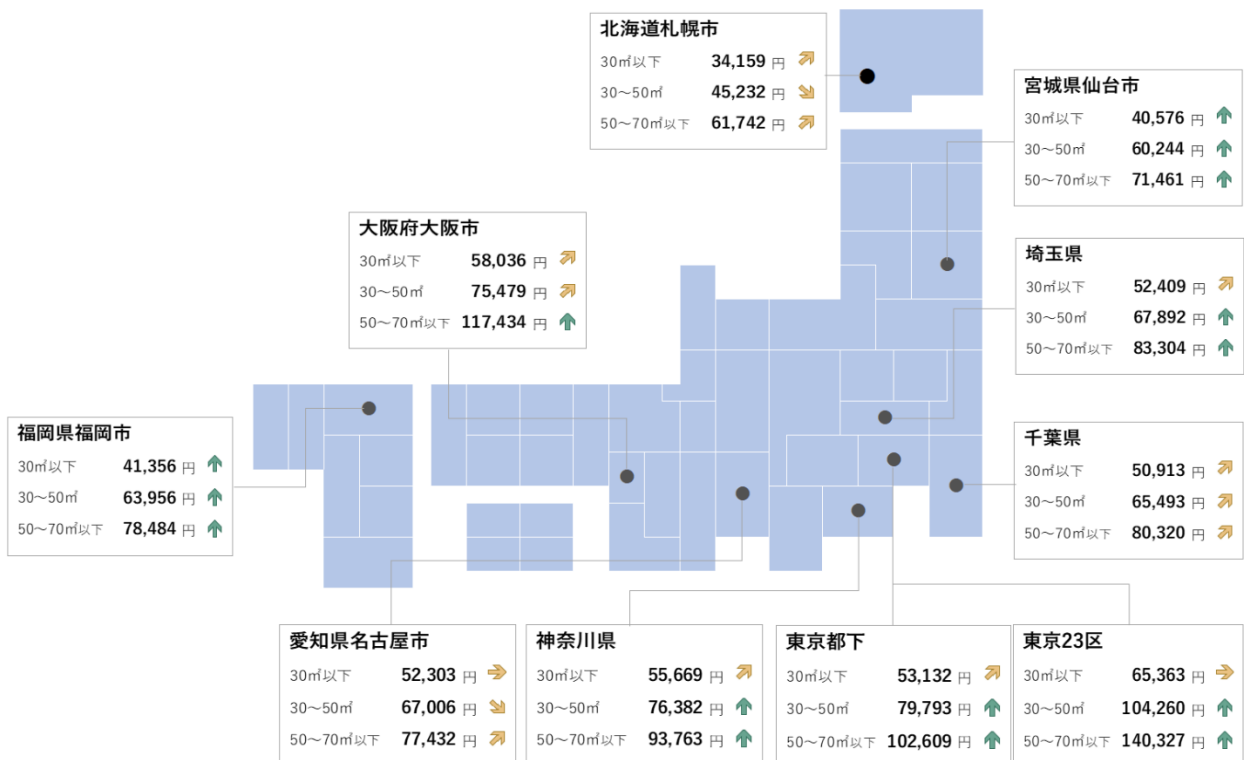 北海道札幌市
30㎡以下 34,159 円
30～50㎡ 45,232 円
50～70㎡以下 61,742 円
宮城県仙台市
30㎡以下 40,576 円
30～50㎡ 60,244 円
50～70㎡以下 71,461 円
大阪府大阪市
30㎡以下 58,036 円
30～50㎡ 75,479 円
50～70㎡以下 117,434 円
埼玉県
30㎡以下 52,409 円
30～50㎡ 67,892 円
50～70㎡以下 83,304 円
福岡県福岡市
30㎡以下 41,356 円
30～50㎡ 63,956 円
50～70㎡以下 78,484 円
千葉県
30㎡以下 50,913 円
30～50㎡ 65,493 円
50～70㎡以下 80,320 円
愛知県名古屋市
30㎡以下 52,303 円
30～50㎡ 67,006 円
50～70㎡以下 77,432 円
神奈川県
30㎡以下 55,669 円
30～50㎡ 76,382 円
50～70㎡以下 93,763 円
東京都下
30㎡以下 53,132 円
30～50㎡ 79,793 円
50～70㎡以下 102,609 円
東京23区
30㎡以下 65,363 円
30～50㎡ 104,260 円
50～70㎡以下 140,327 円